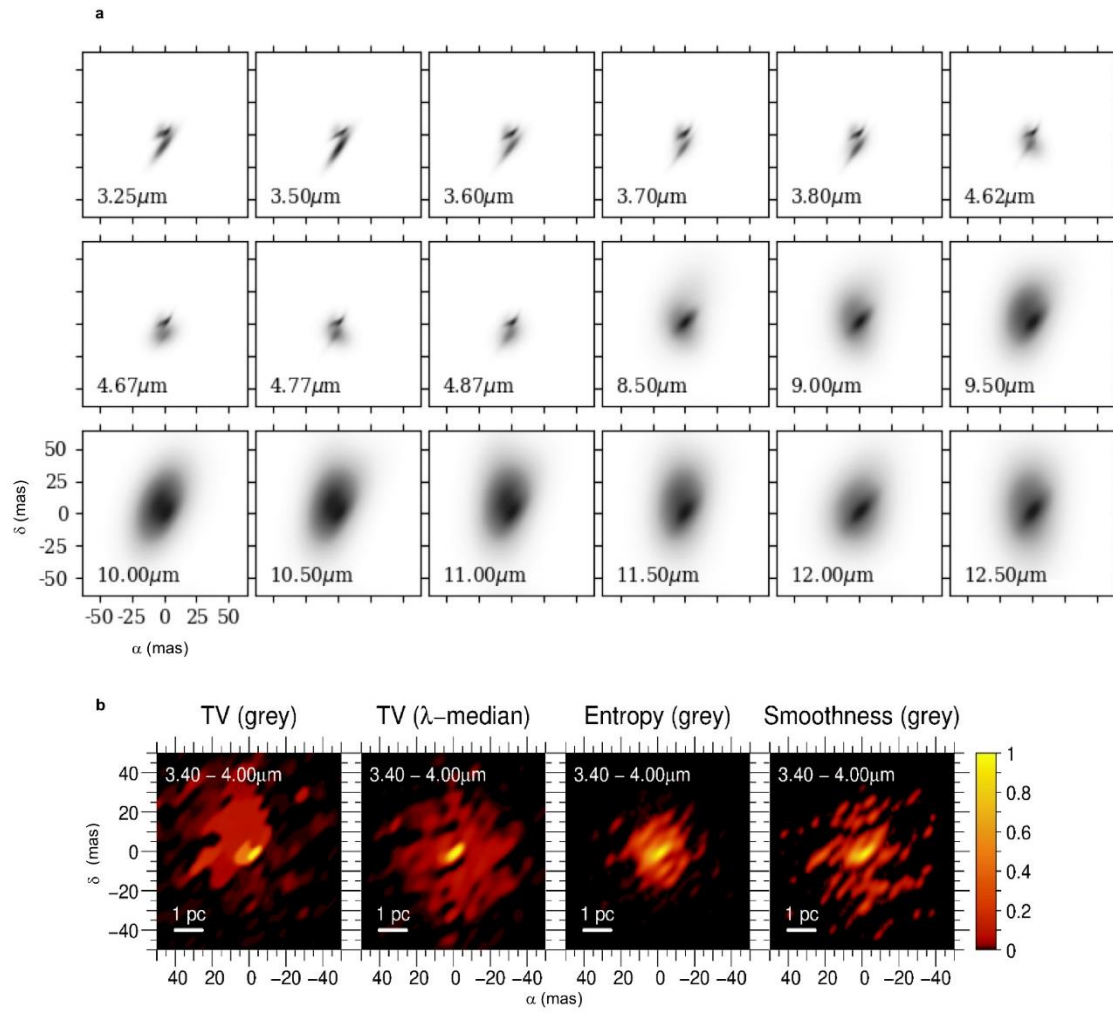 a
3.25μm 3.50μm 3.60μm 3.70μm 3.80μm 4.62μm
4.67μm 4.77μm 4.87μm 8.50μm 9.00μm 9.50μm
50
25
0
-25
-50
δ (mas)
10.00μm 10.50μm 11.00μm 11.50μm 12.00μm 12.50μm
-50 -25 0 25 50
α (mas)
b
TV (grey) TV (λ−median) Entropy (grey) Smoothness (grey)
3.40 − 4.00μm 3.40 − 4.00μm 3.40 − 4.00μm 3.40 − 4.00μm
40
20
0
−20
−40
δ (mas)
1 pc 1 pc 1 pc 1 pc
1
0.8
0.6
0.4
0.2
0
40 20 0 −20 −40 40 20 0 −20 −40 40 20 0 −20 −40 40 20 0 −20 −40
α (mas)